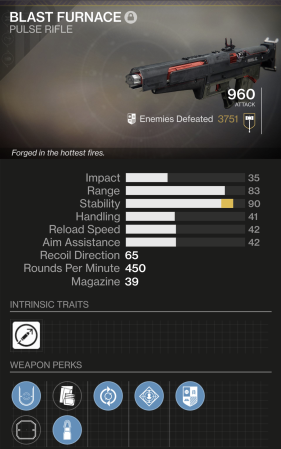 BLAST FURNACE
PULSE RIFLE
960
ATTACK
Enemies Defeated 3751
Forged in the hottest fires.
Impact 35
Range 83
Stability 90
Handling 41
Reload Speed 42
Aim Assistance 42
Recoil Direction 65
Rounds Per Minute 450
Magazine 39
INTRINSIC TRAITS
WEAPON PERKS